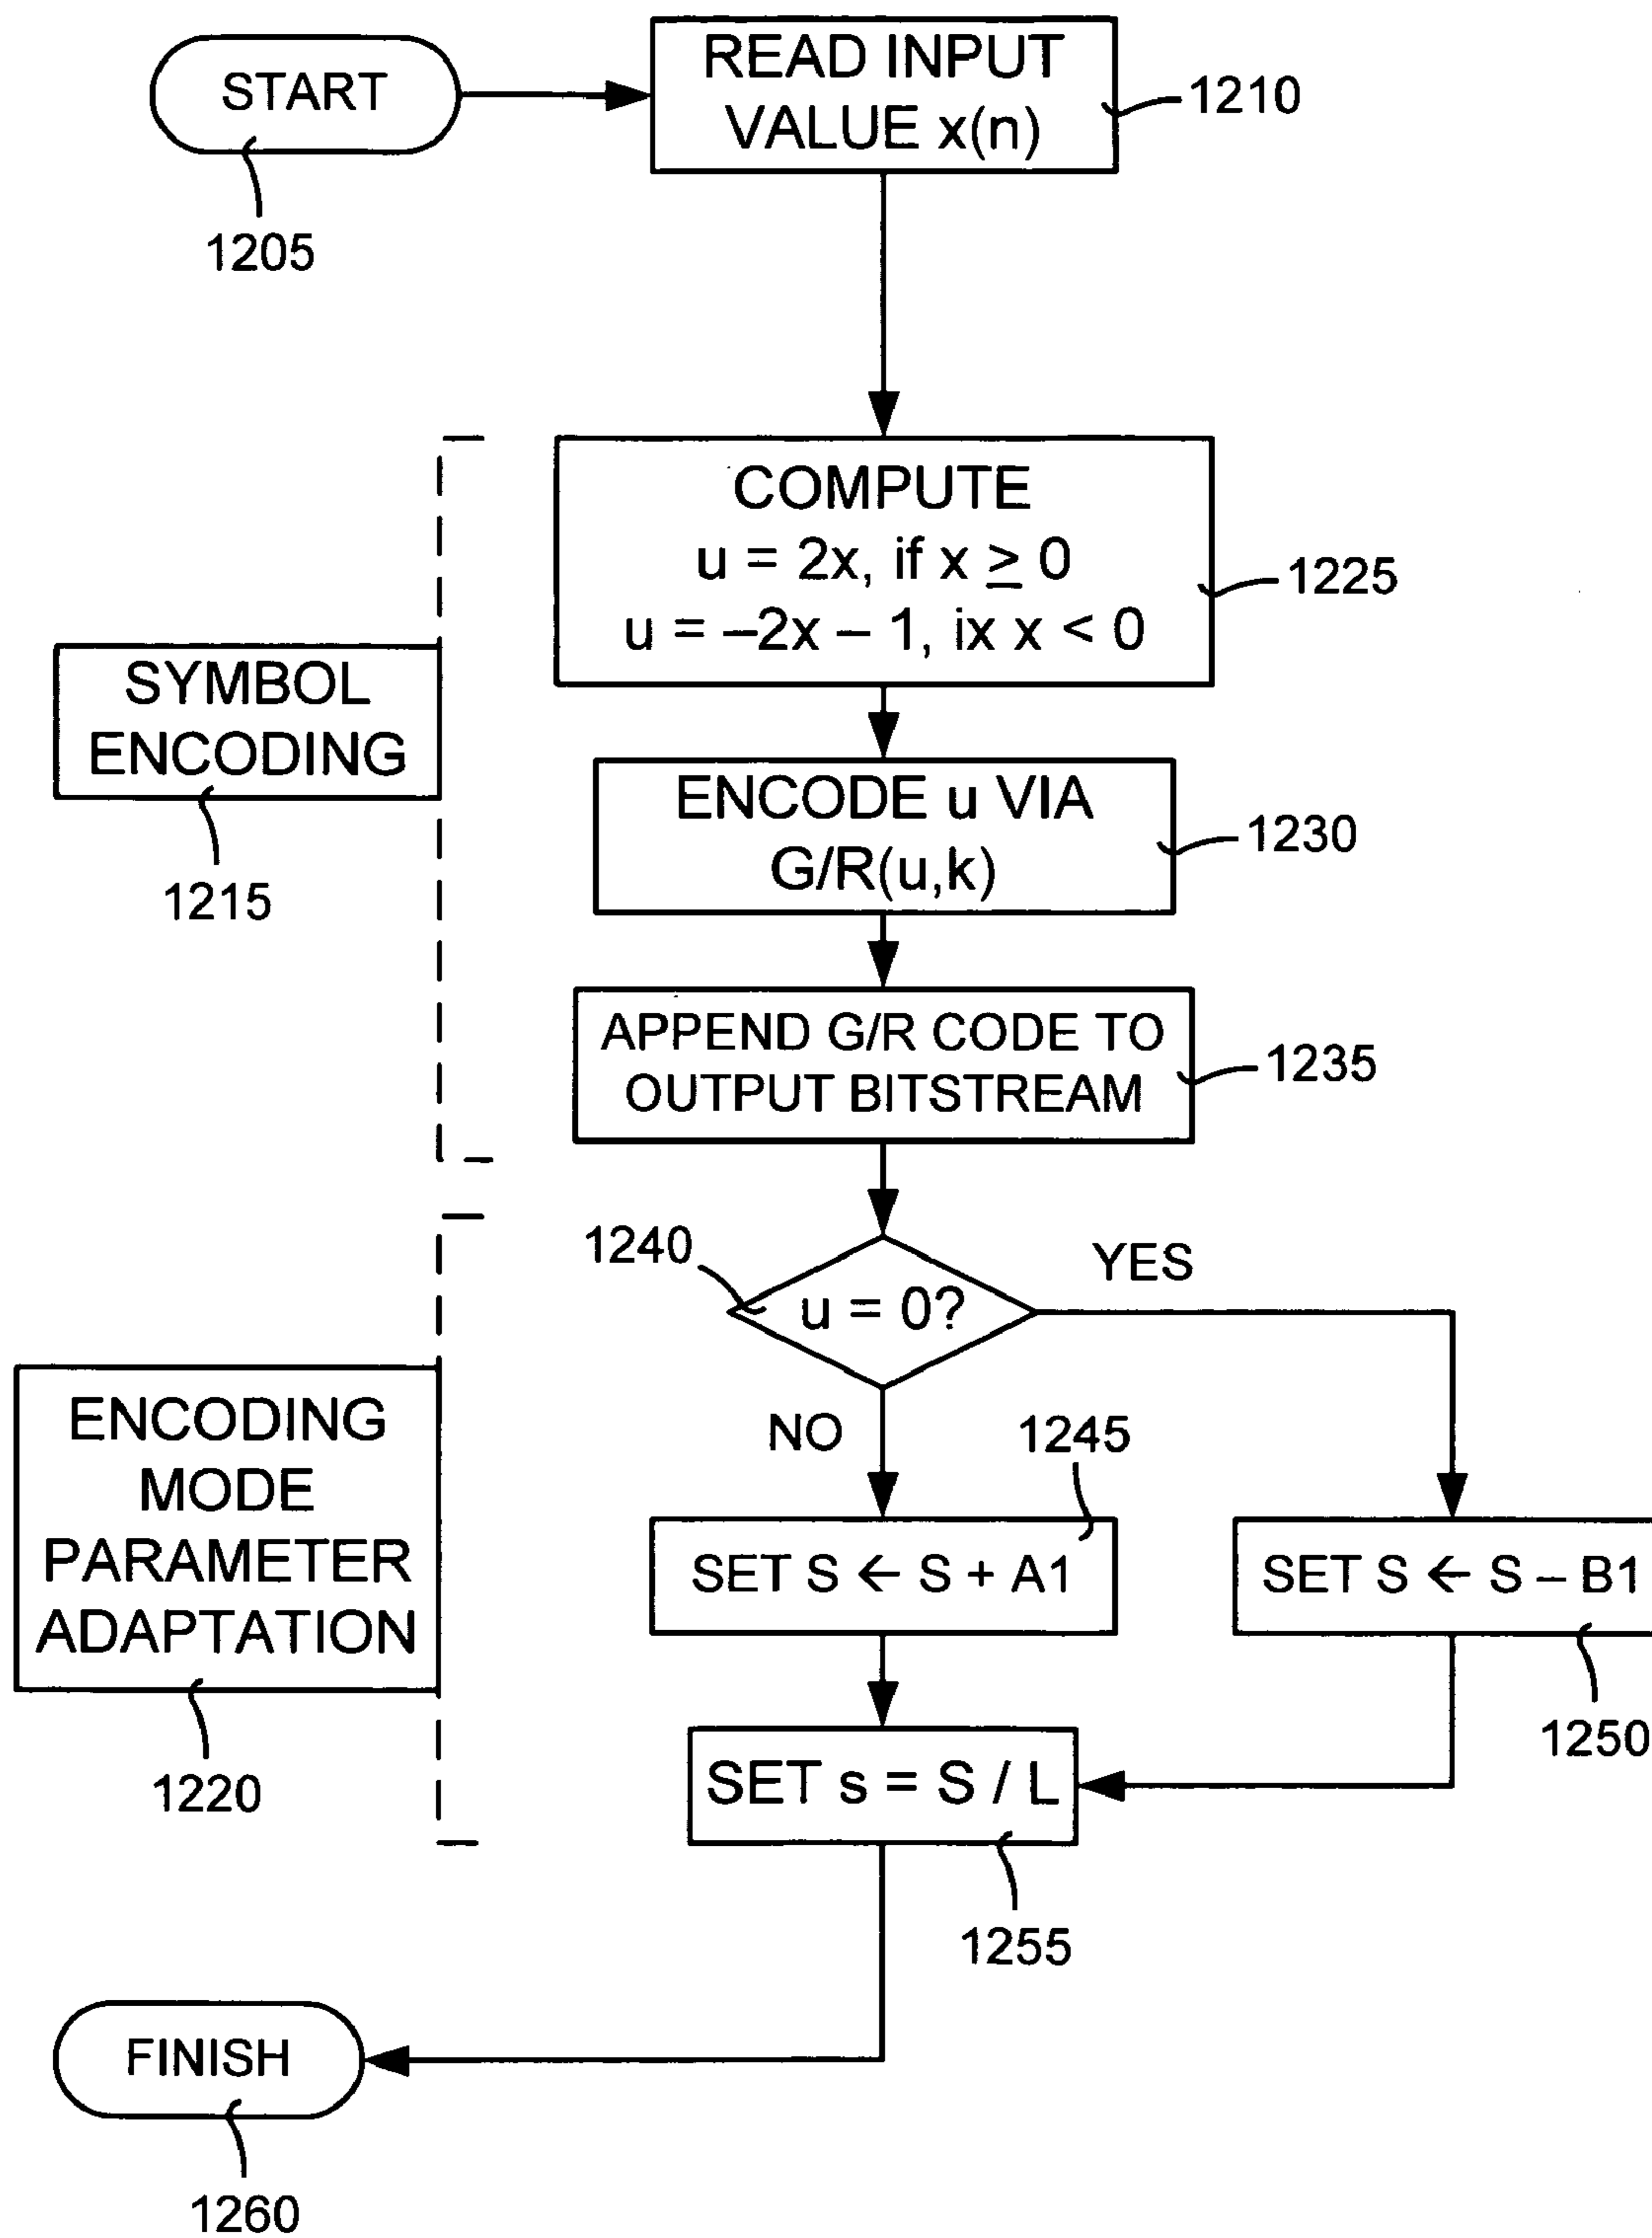 START
1205
READ INPUT
VALUE x(n)
1210
COMPUTE
u = 2x, if x ≥ 0
u = –2x – 1, ix x < 0
1225
SYMBOL
ENCODING
1215
ENCODE u VIA
G/R(u,k)
1230
APPEND G/R CODE TO
OUTPUT BITSTREAM
1235
1240
u = 0?
YES
NO
ENCODING
MODE
PARAMETER
ADAPTATION
1220
1245
SET S ← S + A1
SET S ← S – B1
1250
SET s = S / L
1255
FINISH
1260